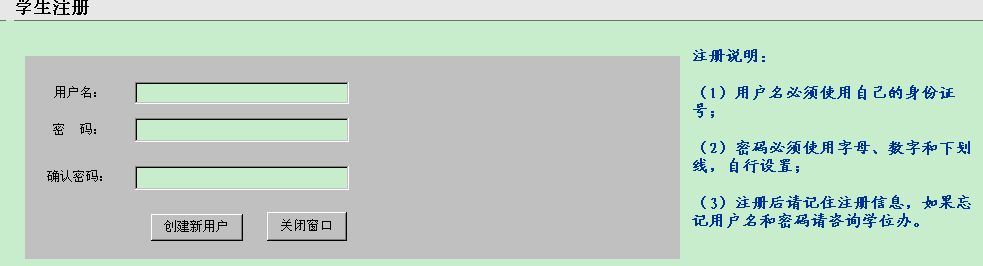 学生注册
用户名:
密 码:
确认密码:
创建新用户
关闭窗口
注册说明:
(1)用户名必须使用自己的身份证
号;
(2)密码必须使用字母、数字和下划
线,自行设置;
(3)注册后请记住注册信息,如果忘
记用户名和密码请咨询学位办。